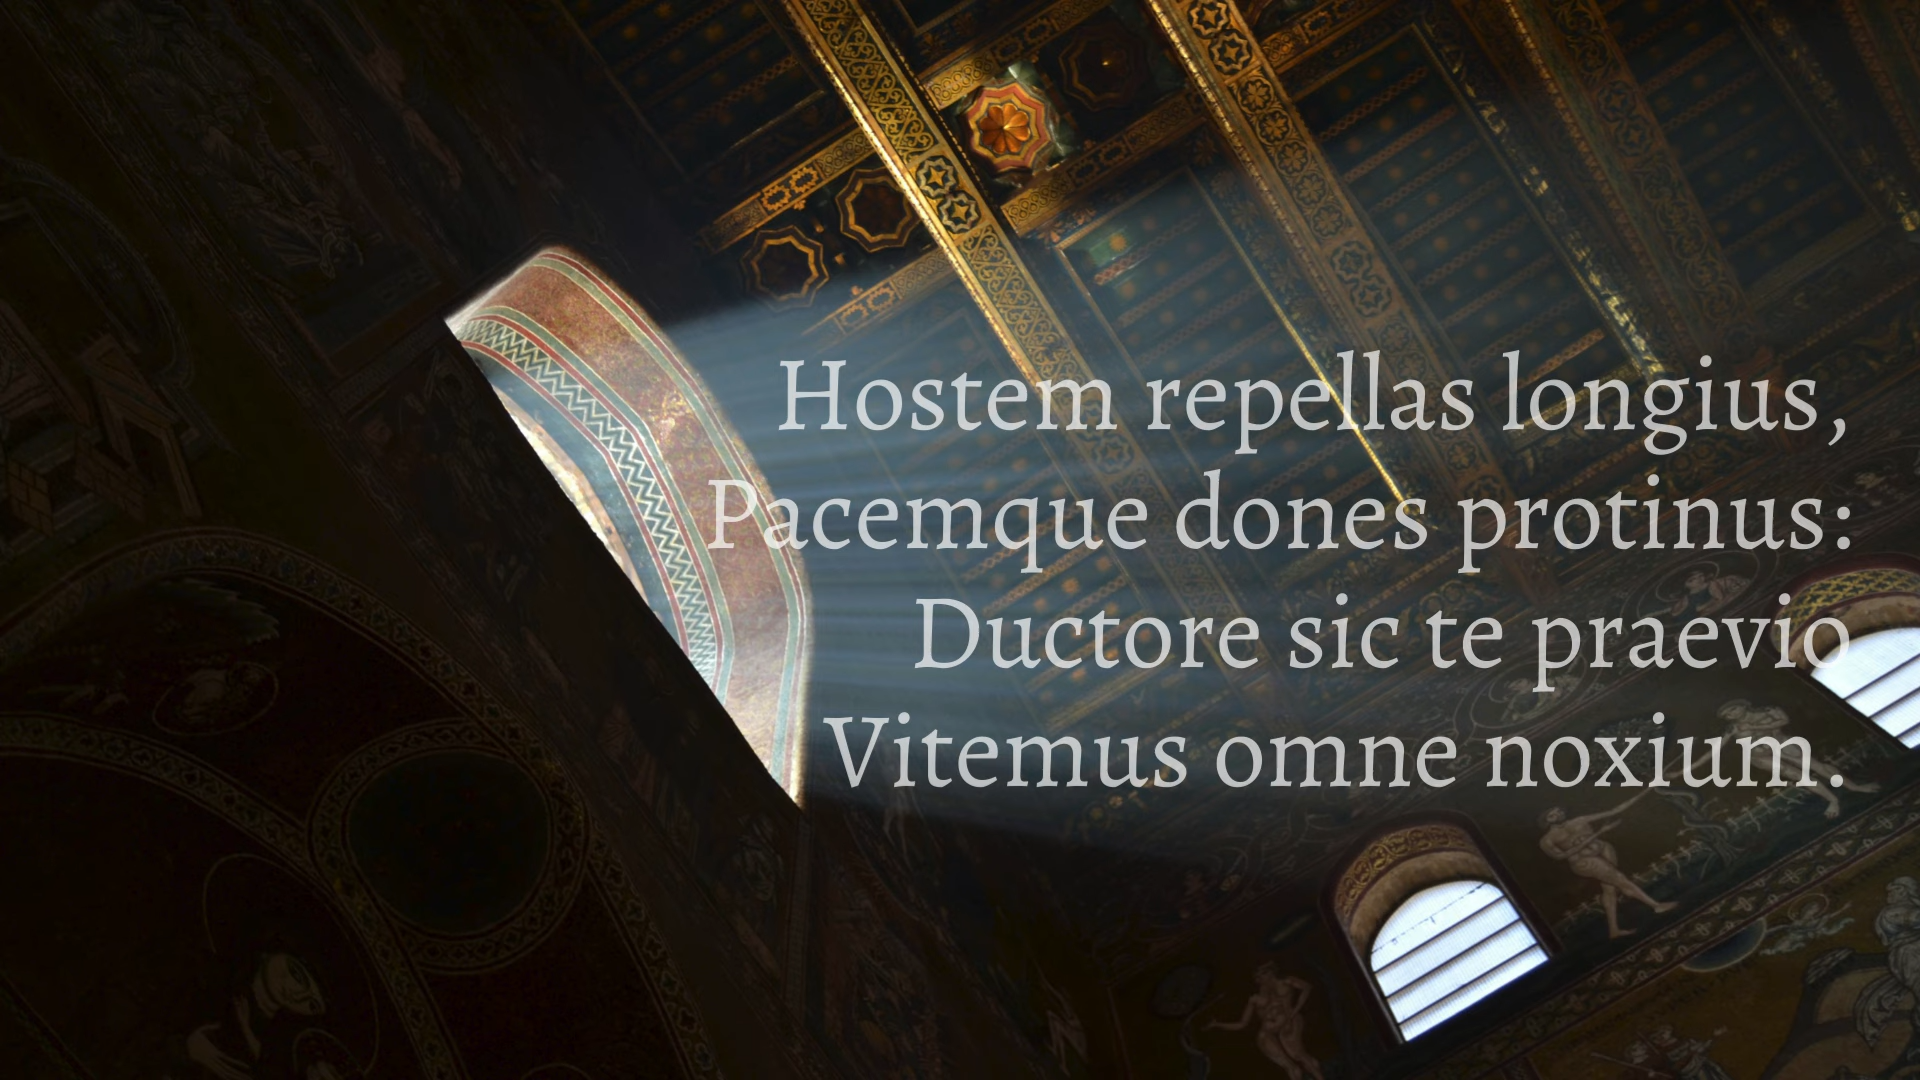 Hostem repellas longius,
Pacemque dones protinus:
Ductore sic te praevio
Vitemus omne noxium.